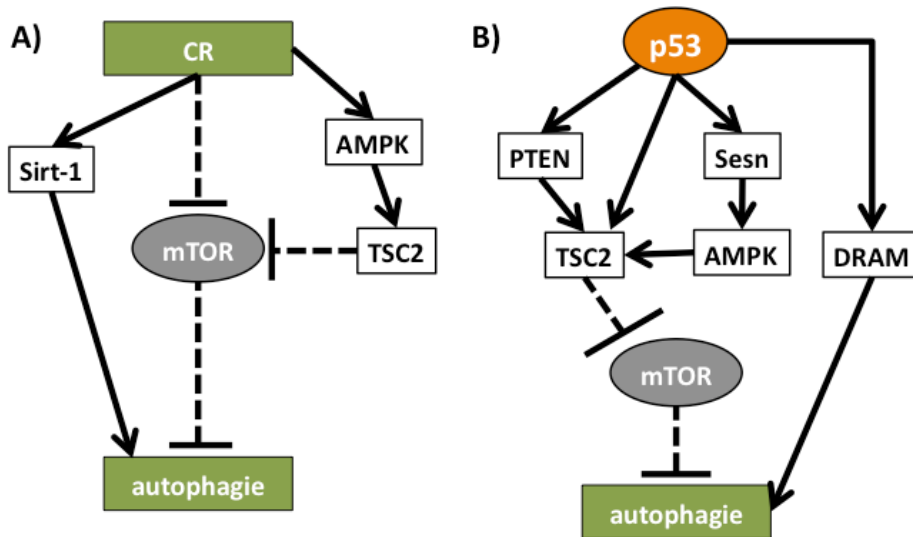 A)
CR
AMPK
Sirt-1
mTOR
TSC2
autophagie
B)
p53
PTEN
Sesn
TSC2
AMPK
DRAM
mTOR
autophagie